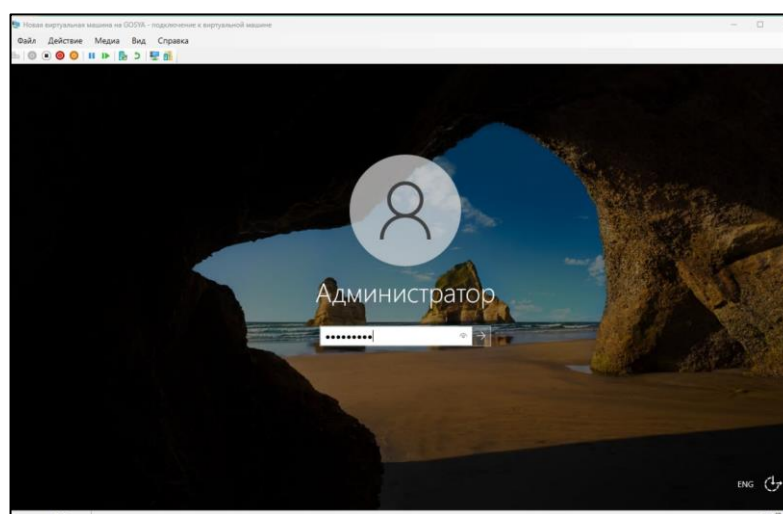 Новая виртуальная машина на GOSYA - подключение к виртуальной машине
Файл Действие Медиа Вид Справка
Администратор
•••••••••
ENG